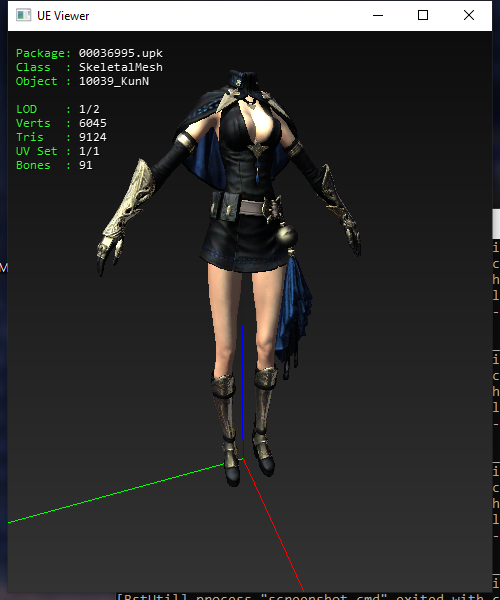 UE Viewer
Package: 00036995.upk
Class : SkeletalMesh
Object : 10039_KunN
LOD : 1/2
Verts : 6045
Tris : 9124
UV Set : 1/1
Bones : 91
M
i
c
h
l
-
i
c
h
l
-
i
c
h
l
-
i
[BstUtil] process "screenshot.cmd" exited with c